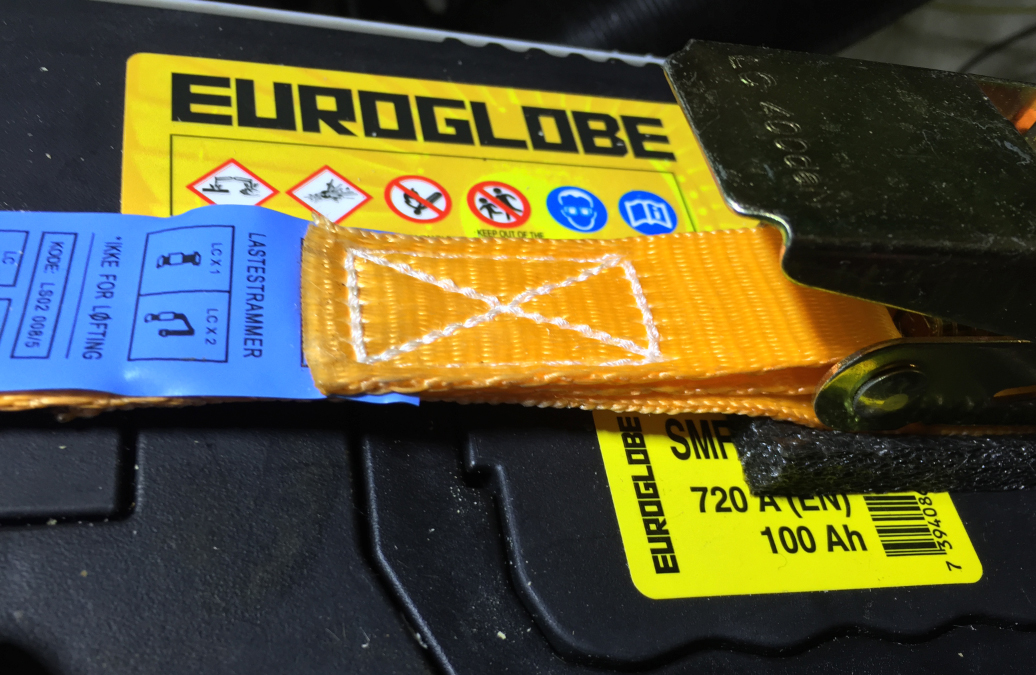 EUROGLOBE
KEEP OUT OF THE
LASTESTRAMMER
LC X 1
LC X 2
*IKKE FOR LØFTING
KODE: LS02 008/5
LC
EUROGLOBE
SMF
720 A (EN)
100 Ah
7 394084